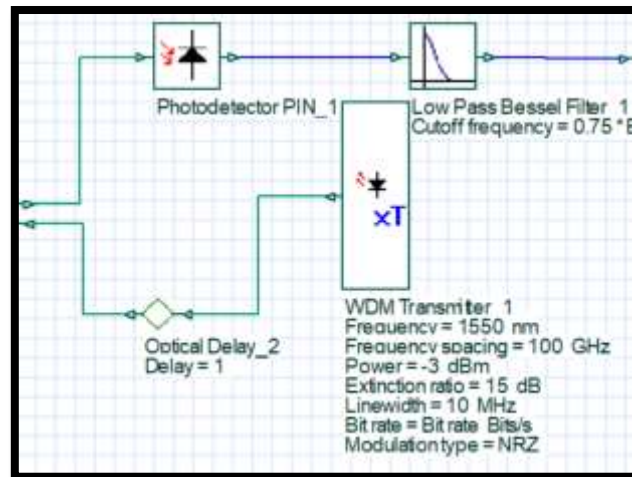 Photodetector PIN_1
Low Pass Bessel Filter 1
Cutoff frequency = 0.75 * B
xT
WDM Transmitter 1
Frequency = 1550 nm
Frequency spacing = 100 GHz
Power = -3 dBm
Extinction ratio = 15 dB
Linewidth = 10 MHz
Bit rate = Bit rate Bits/s
Modulation type = NRZ
Optical Delay_2
Delay = 1